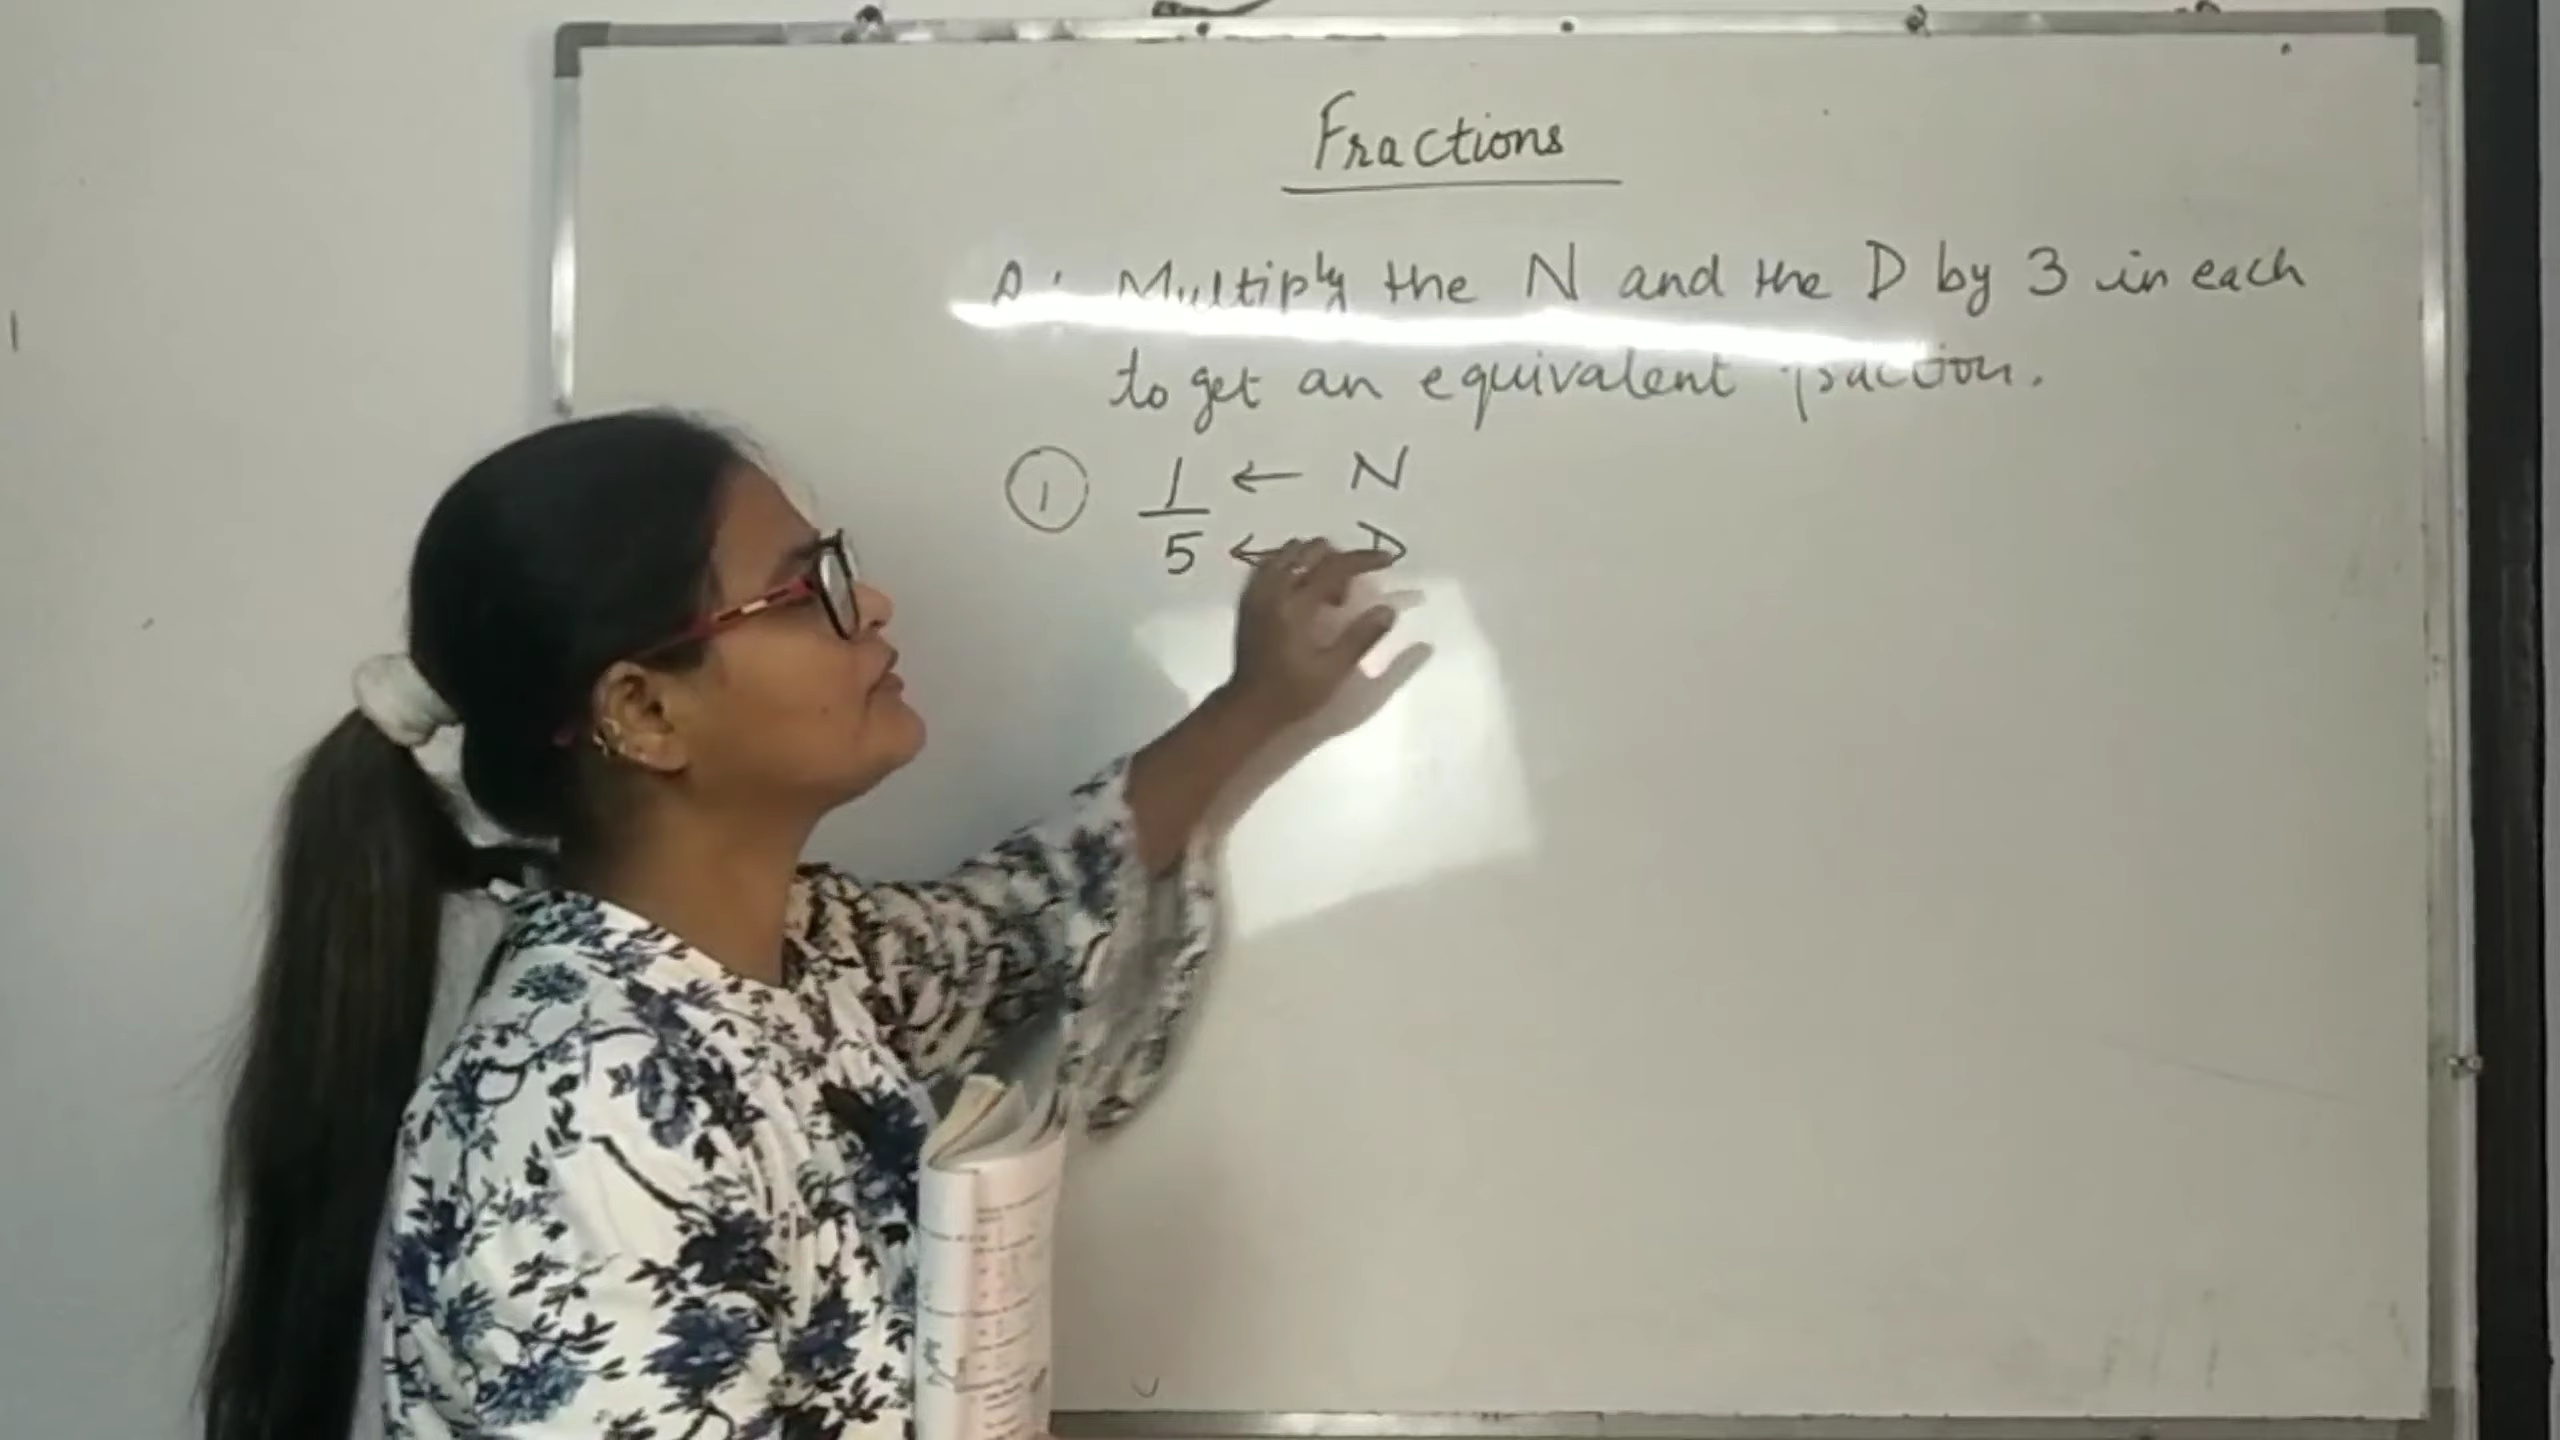 Fractions
A. Multiply the N and the D by 3 in each
to get an equivalent fraction.
① 1 ← N
5 ← D